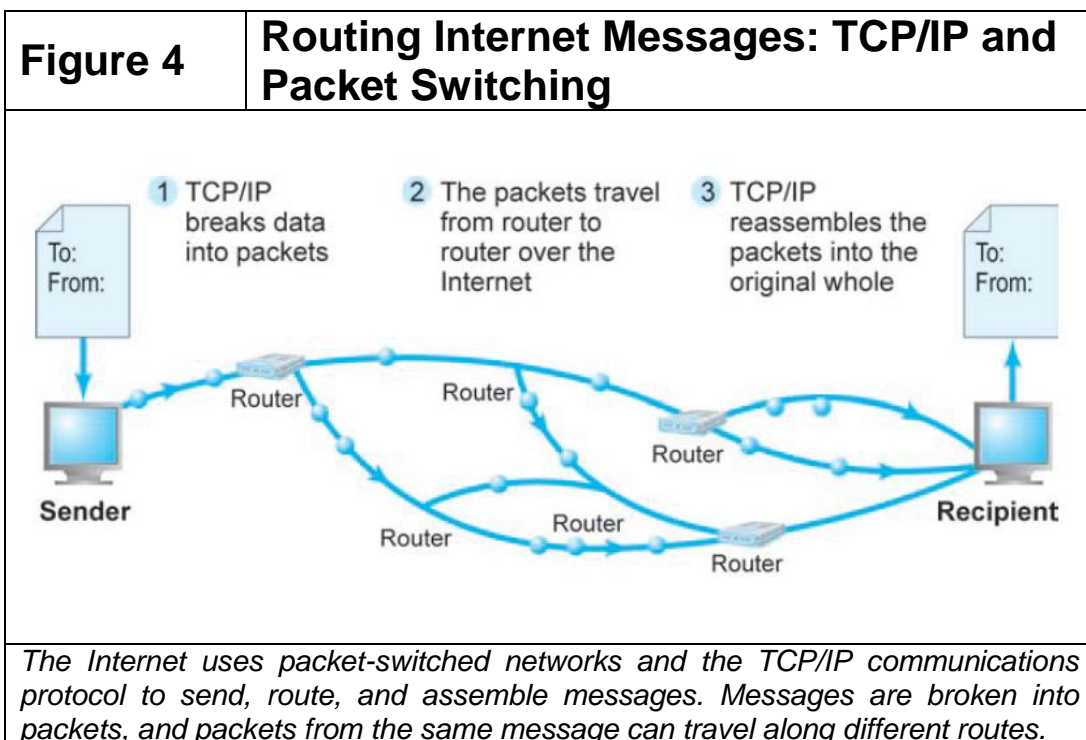 Figure 4
Routing Internet Messages: TCP/IP and
Packet Switching
1 TCP/IP
breaks data
into packets
2 The packets travel
from router to
router over the
Internet
3 TCP/IP
reassembles the
packets into the
original whole
To:
From:
To:
From:
Router
Router
Router
Router
Router
Router
Sender
Recipient
The Internet uses packet-switched networks and the TCP/IP communications
protocol to send, route, and assemble messages. Messages are broken into
packets, and packets from the same message can travel along different routes.